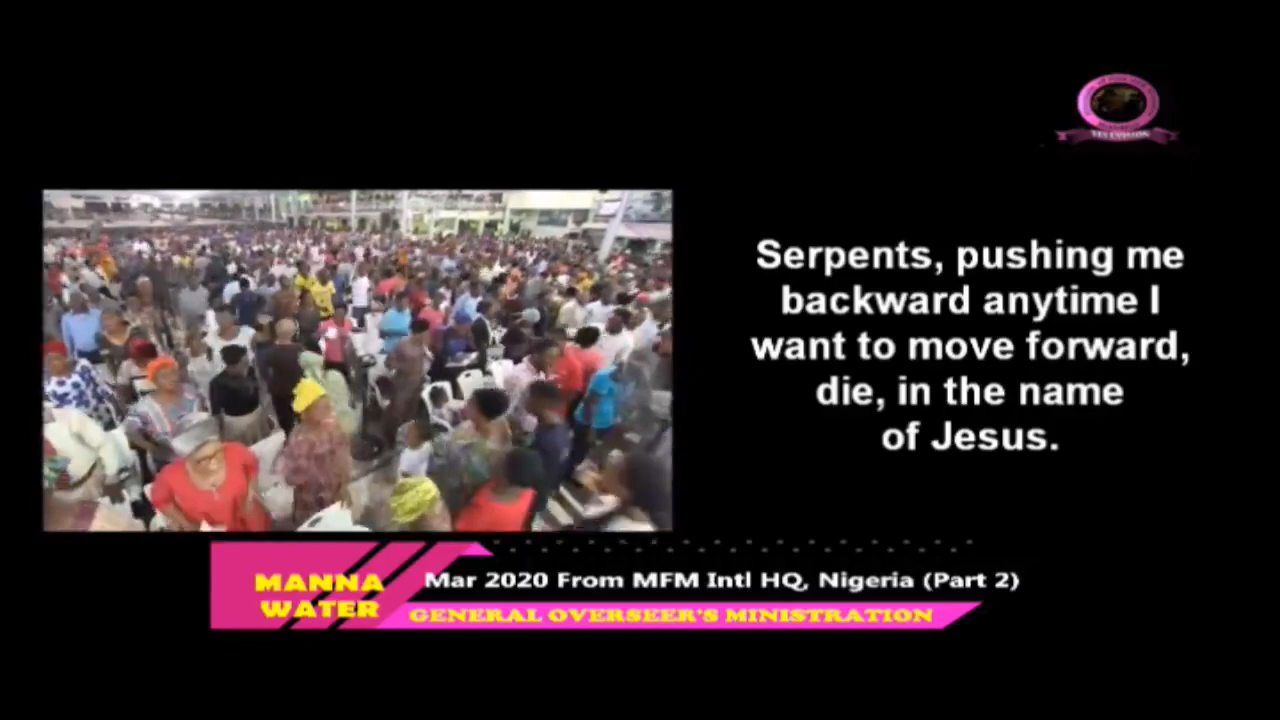 TELEVISION
Serpents, pushing me
backward anytime I
want to move forward,
die, in the name
of Jesus.
MANNA
WATER
Mar 2020 From MFM Intl HQ, Nigeria (Part 2)
GENERAL OVERSEER'S MINISTRATION